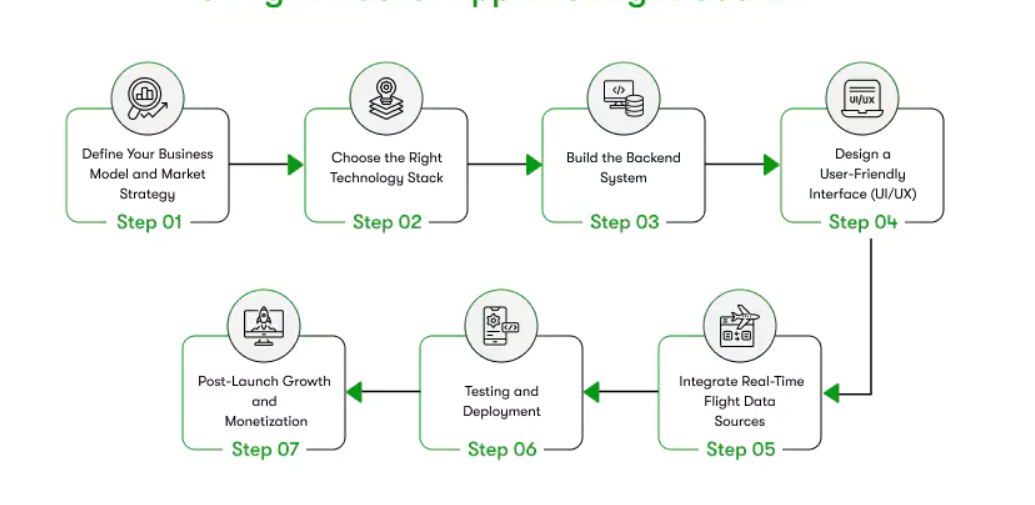 Define Your Business
Model and Market
Strategy
Step 01
Choose the Right
Technology Stack
Step 02
Build the Backend
System
Step 03
UI/UX
Design a
User-Friendly
Interface (UI/UX)
Step 04
Integrate Real-Time
Flight Data
Sources
Step 05
Testing and
Deployment
Step 06
Post-Launch Growth
and
Monetization
Step 07